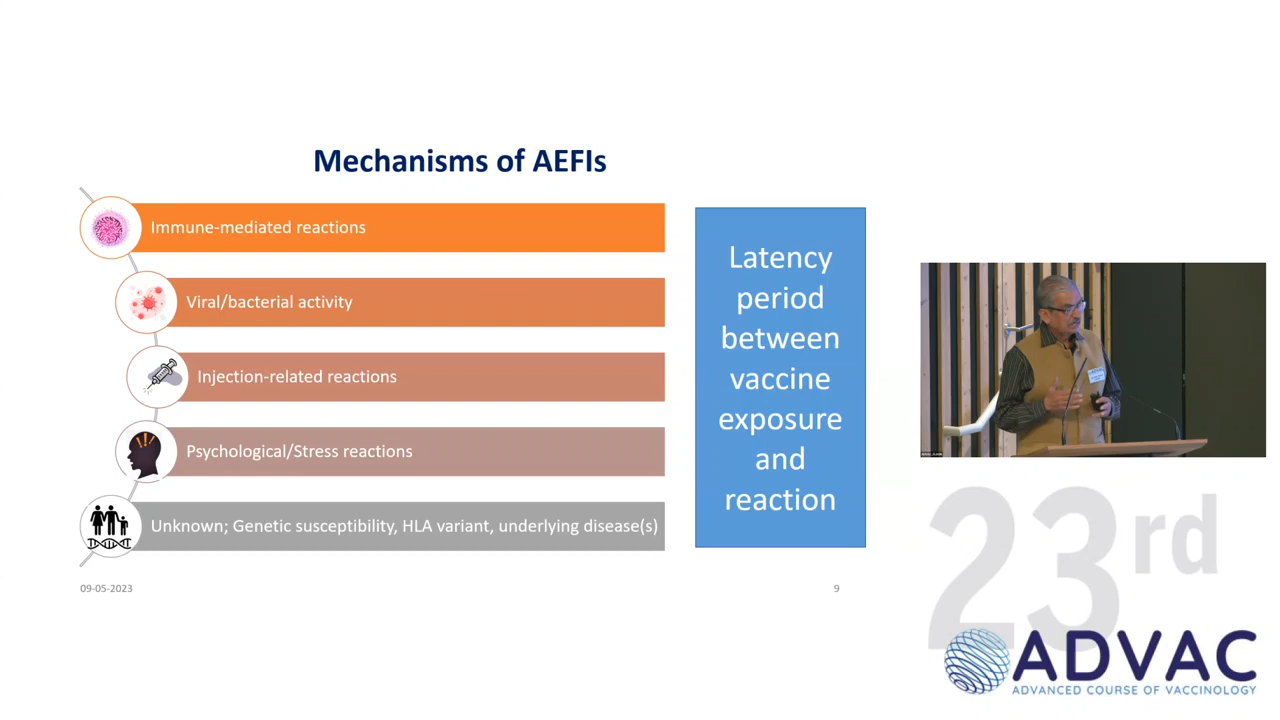 Mechanisms of AEFIs
Immune-mediated reactions
Viral/bacterial activity
Injection-related reactions
Psychological/Stress reactions
Unknown; Genetic susceptibility, HLA variant, underlying disease(s)
Latency
period
between
vaccine
exposure
and
reaction
09-05-2023
9
23rd
ADVAC
ADVANCED COURSE OF VACCINOLOGY